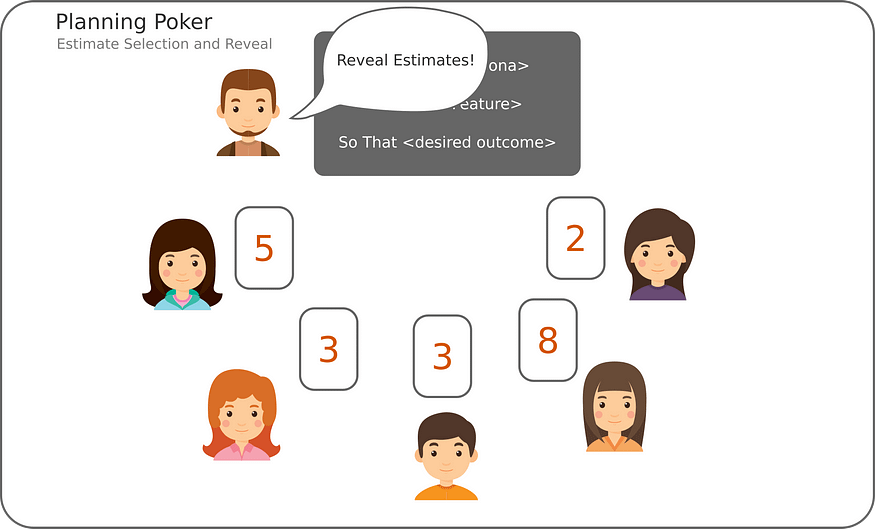 Planning Poker
Estimate Selection and Reveal
Reveal Estimates!
ona>
eature>
So That <desired outcome>
5
2
3
3
8